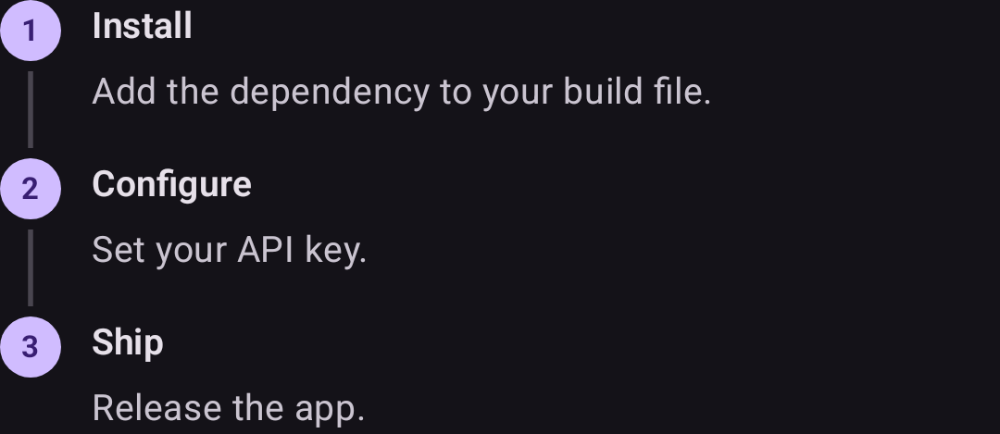 1 Install
Add the dependency to your build file.
2 Configure
Set your API key.
3 Ship
Release the app.